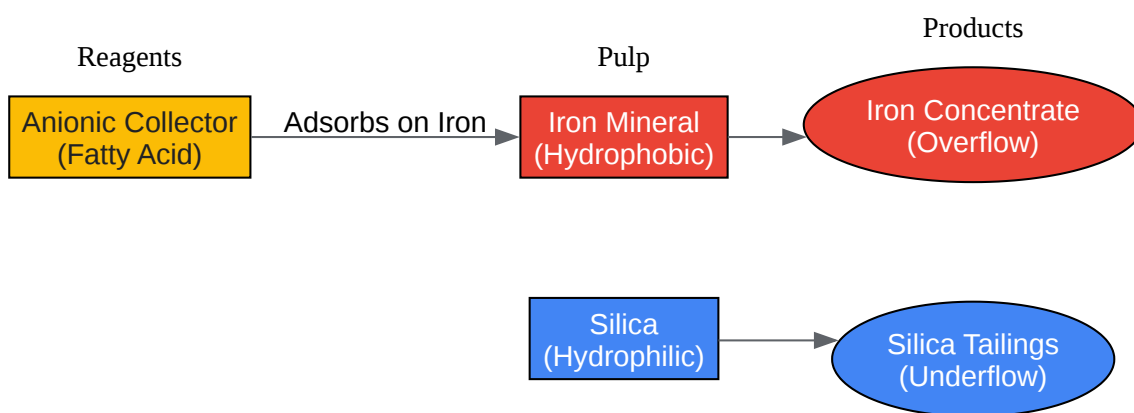 Reagents
Pulp
Products
Anionic Collector
(Fatty Acid)
Adsorbs on Iron
Iron Mineral
(Hydrophobic)
Iron Concentrate
(Overflow)
Silica
(Hydrophilic)
Silica Tailings
(Underflow)